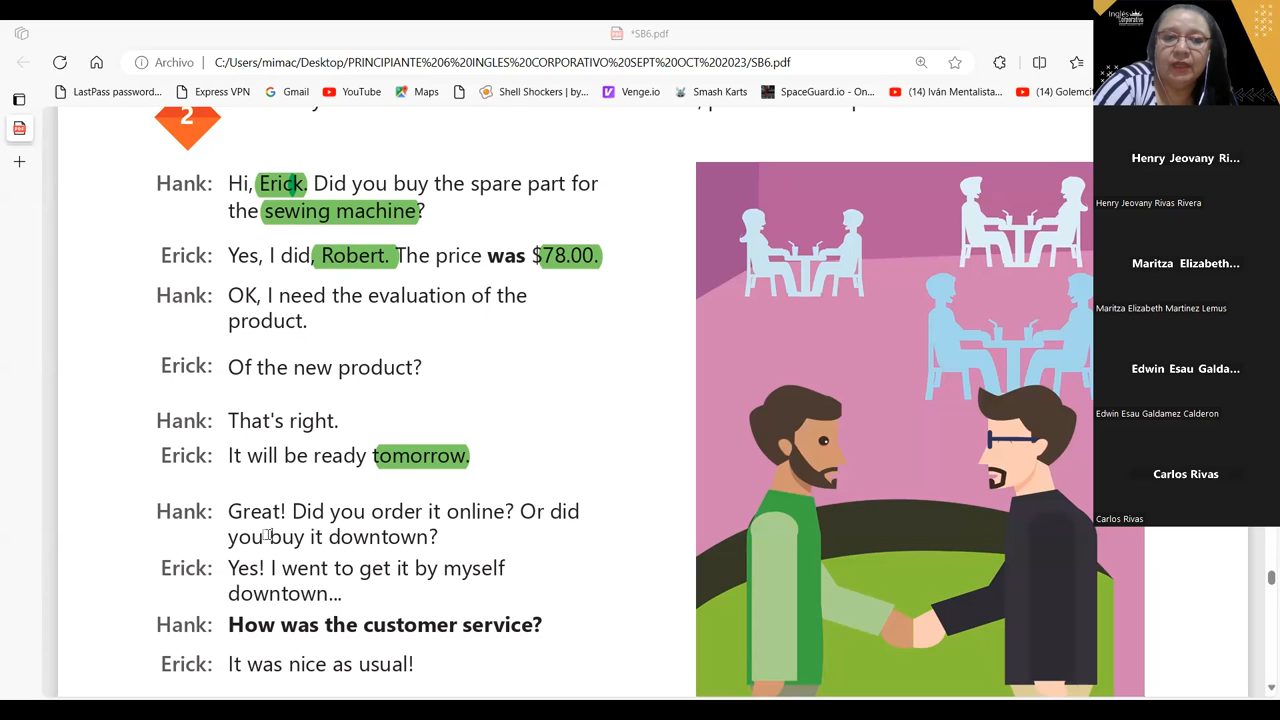 *SB6.pdf
Archivo C:/Users/mimac/Desktop/PRINCIPIANTE%206%20INGLES%20CORPORATIVO%20SEPT%20OCT%202023/SB6.pdf
LastPass password... Express VPN Gmail YouTube Maps Shell Shockers | by... Venge.io Smash Karts SpaceGuard.io - On... (14) Iván Mentalista... (14) Golemcit
Inglés
Corporativo
2
Hank: Hi, Erick. Did you buy the spare part for
the sewing machine?
Erick: Yes, I did, Robert. The price was $78.00.
Hank: OK, I need the evaluation of the
product.
Erick: Of the new product?
Hank: That's right.
Erick: It will be ready tomorrow.
Hank: Great! Did you order it online? Or did
you buy it downtown?
Erick: Yes! I went to get it by myself
downtown...
Hank: How was the customer service?
Erick: It was nice as usual!
Henry Jeovany Ri...
Henry Jeovany Rivas Rivera
Maritza Elizabeth...
Maritza Elizabeth Martinez Lemus
Edwin Esau Galda...
Edwin Esau Galdamez Calderon
Carlos Rivas
Carlos Rivas